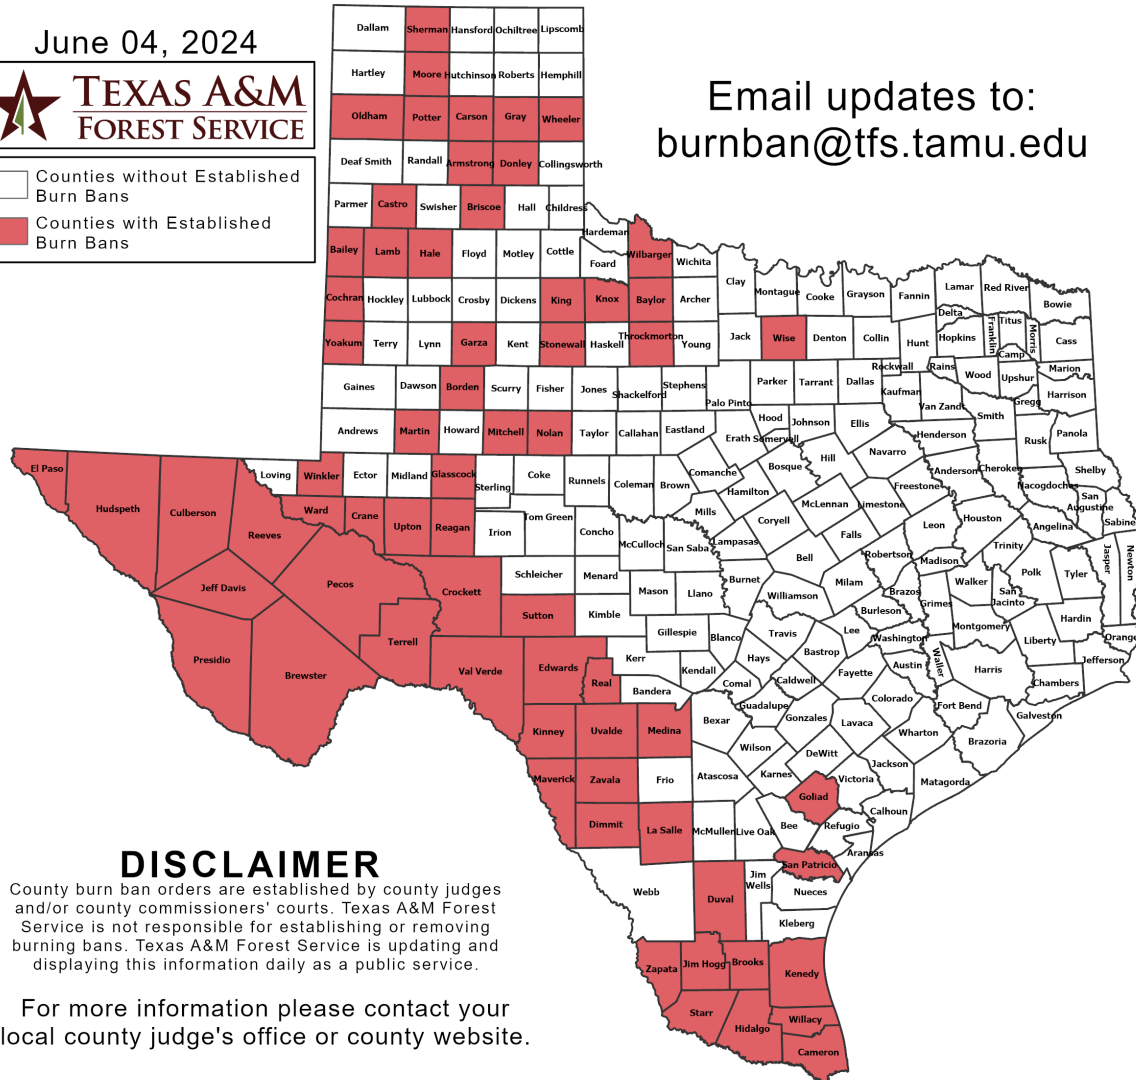 June 04, 2024
TEXAS A&M
FOREST SERVICE
Counties without Established
Burn Bans
Counties with Established
Burn Bans
Email updates to:
burnban@tfs.tamu.edu
Dallam Sherman Hansford Ochiltree Lipscomb
Hartley Moore Hutchinson Roberts Hemphill
Oldham Potter Carson Gray Wheeler
Deaf Smith Randall Armstrong Donley Collingsworth
Parmer Castro Swisher Briscoe Hall Childress
Hardeman
Bailey Lamb Hale Floyd Motley Cottle Foard Wilbarger Wichita
Clay Montague Cooke Grayson Fannin Lamar Red River Bowie
Cochran Hockley Lubbock Crosby Dickens King Knox Baylor Archer
Delta Franklin Titus Morris Cass
Yoakum Terry Lynn Garza Kent Stonewall Haskell Throckmorton Young Jack Wise Denton Collin Hunt Hopkins
Camp
Rockwall Rains Wood Upshur Marion
Gaines Dawson Borden Scurry Fisher Jones Shackelford Stephens Palo Pinto Parker Tarrant Dallas Kaufman Van Zandt Gregg Harrison
Andrews Martin Howard Mitchell Nolan Taylor Callahan Eastland Erath Somervell Hood Johnson Ellis Henderson Smith Rusk Panola
El Paso Hudspeth Culberson Loving Winkler Ector Midland Glasscock Sterling Coke Runnels Coleman Brown Comanche Bosque Hill Navarro Anderson Cherokee Nacogdoches Shelby
Hamilton Freestone San
Augustine
Reeves Ward Crane Upton Reagan Irion Tom Green Concho Mills Coryell McLennan Limestone Leon Houston Angelina Sabine
McCulloch San Saba Lampasas Bell Falls Robertson Madison Trinity Jasper Newton
Jeff Davis Pecos Crockett Schleicher Menard Mason Llano Burnet Williamson Milam Brazos Grimes Walker San
Jacinto Polk Tyler
Sutton Kimble Burleson Montgomery Hardin
Presidio Brewster Terrell Val Verde Edwards Real Kerr Gillespie Blanco Travis Lee Washington Waller Liberty Orange
Kendall Hays Bastrop Austin Harris Jefferson
Bandera Comal Caldwell Fayette Chambers
Guadalupe Colorado Fort Bend Galveston
Kinney Uvalde Medina Bexar Gonzales Lavaca Wharton Brazoria
Wilson DeWitt Jackson
Maverick Zavala Frio Atascosa Karnes Victoria Matagorda
Goliad Calhoun
Dimmit La Salle McMullen Live Oak Bee Refugio
Aransas
San Patricio
Webb Duval Jim
Wells Nueces
Kleberg
Zapata Jim Hogg Brooks Kenedy
Starr Hidalgo Willacy
Cameron
DISCLAIMER
County burn ban orders are established by county judges
and/or county commissioners' courts. Texas A&M Forest
Service is not responsible for establishing or removing
burning bans. Texas A&M Forest Service is updating and
displaying this information daily as a public service.
For more information please contact your
local county judge's office or county website.